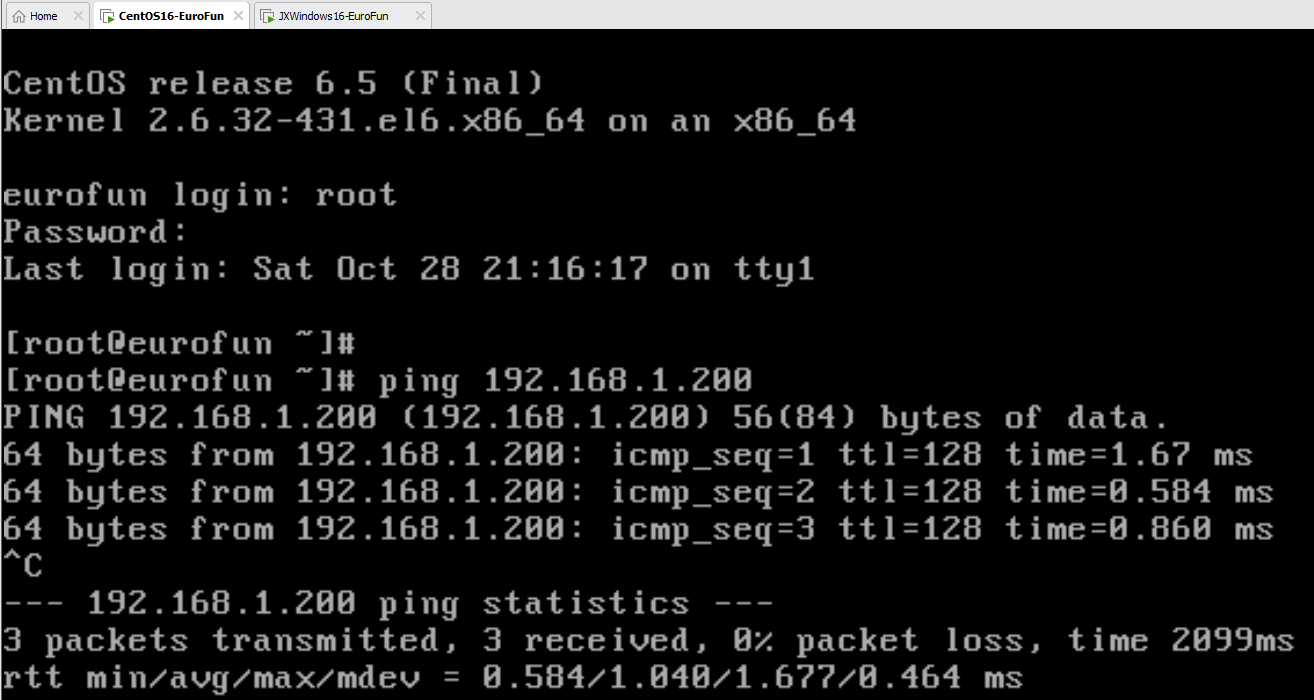 Home
CentOS16-EuroFun
JXWindows16-EuroFun
CentOS release 6.5 (Final)
Kernel 2.6.32-431.el6.x86_64 on an x86_64
eurofun login: root
Password:
Last login: Sat Oct 28 21:16:17 on tty1
[root@eurofun ~]#
[root@eurofun ~]# ping 192.168.1.200
PING 192.168.1.200 (192.168.1.200) 56(84) bytes of data.
64 bytes from 192.168.1.200: icmp_seq=1 ttl=128 time=1.67 ms
64 bytes from 192.168.1.200: icmp_seq=2 ttl=128 time=0.584 ms
64 bytes from 192.168.1.200: icmp_seq=3 ttl=128 time=0.860 ms
^C
--- 192.168.1.200 ping statistics ---
3 packets transmitted, 3 received, 0% packet loss, time 2099ms
rtt min/avg/max/mdev = 0.584/1.040/1.677/0.464 ms